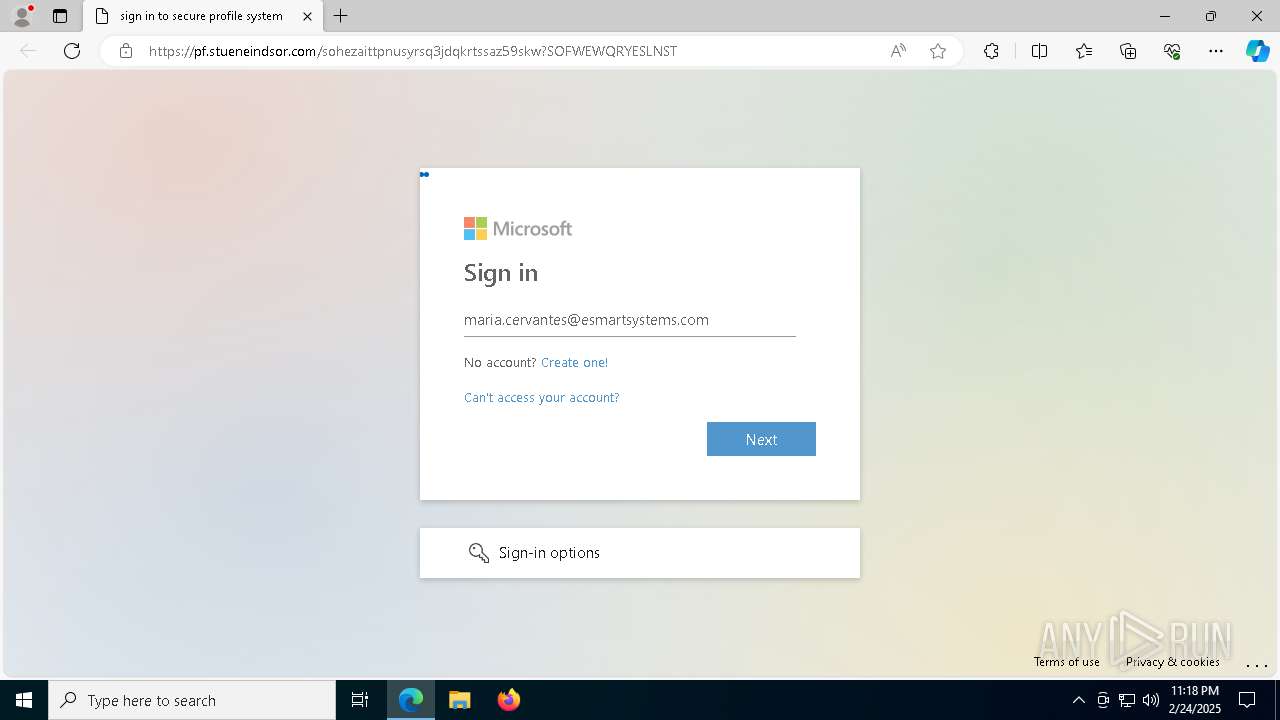 sign in to secure profile system
https://pf.stueneindsor.com/sohezaittpnusyrsq3jdqkrtssaz59skw?SOFWEWQRYESLNST
Microsoft
Sign in
maria.cervantes@esmartsystems.com
No account? Create one!
Can't access your account?
Next
Sign-in options
ANY RUN
Terms of use Privacy & cookies ...
Type here to search
11:18 PM
2/24/2025